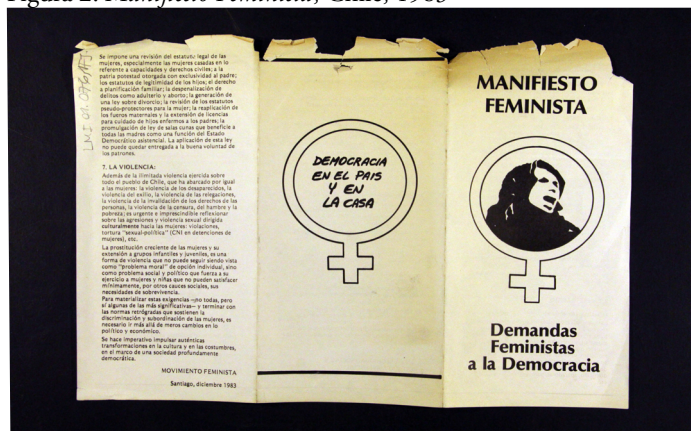 Figura 2. Manifiesto Feminista, Chile, 1983
LMI 01.076 AF5
Se impone una revisión del estatuto legal de las
mujeres, especialmente las mujeres casadas en lo
referente a capacidades y derechos civiles; a la
patria potestad otorgada con exclusividad al padre;
los estatutos de legitimidad de los hijos; el derecho
a planificación familiar; la despenalización de
delitos como adulterio y aborto; la generación de
una ley sobre divorcio; la revisión de los estatutos
pseudo-protectores para la mujer; la reaplicación de
los fueros maternales y la extensión de licencias
para cuidado de hijos enfermos a los padres; la
promulgación de ley de salas cunas que beneficie a
todas las madres como una función del Estado
Democrático asistencial. La aplicación de esta ley
no puede quedar entregada a la buena voluntad de
los patrones.
7. LA VIOLENCIA:
Además de la ilimitada violencia ejercida sobre
todo el pueblo de Chile, que ha abarcado por igual
a las mujeres: la violencia de los desaparecidos, la
violencia del exilio, la violencia de las relegaciones,
la violencia de la invalidación de los derechos de las
personas, la violencia de la censura, del hambre y la
pobreza; es urgente e imprescindible reflexionar
sobre las agresiones y violencia sexual dirigida
culturalmente hacia las mujeres: violaciones,
tortura "sexual-política" (CNI en detenciones de
mujeres), etc.
La prostitución creciente de las mujeres y su
extensión a grupos infantiles y juveniles, es una
forma de violencia que no puede seguir siendo vista
como "problema moral" de opción individual, sino
como problema social y político que fuerza a su
ejercicio a mujeres y niñas que no pueden satisfacer
mínimamente, por otros cauces sociales, sus
necesidades de sobrevivencia.
Para materializar estas exigencias —no todas, pero
sí algunas de las más significativas— y terminar con
las normas retrógradas que sostienen la
discriminación y subordinación de las mujeres, es
necesario ir más allá de meros cambios en lo
político y económico.
Se hace imperativo impulsar auténticas
transformaciones en la cultura y en las costumbres,
en el marco de una sociedad profundamente
democrática.
MOVIMIENTO FEMINISTA
Santiago, diciembre 1983
DEMOCRACIA
EN EL PAIS
Y EN
LA CASA
MANIFIESTO
FEMINISTA
Demandas
Feministas
a la Democracia